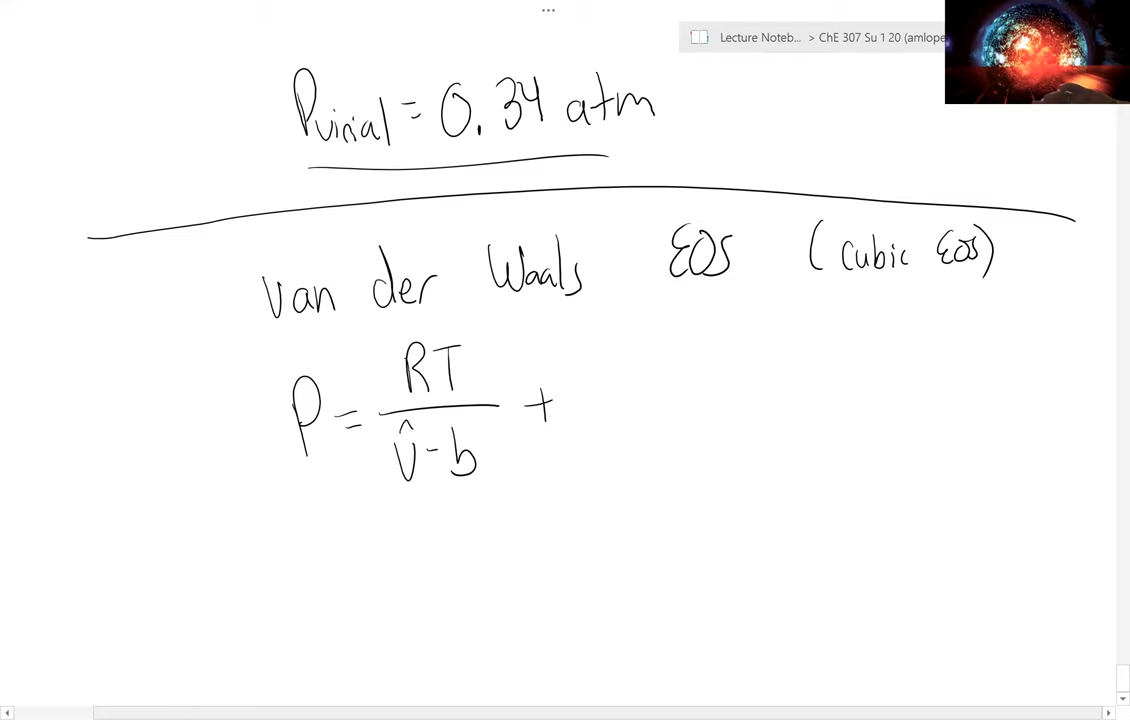 Lecture Noteb... > ChE 307 Su 1 20 (amlope
Pvirial = 0.34 atm
van der Waals EOS (cubic EOS)
P = RT / (v̂ - b) +